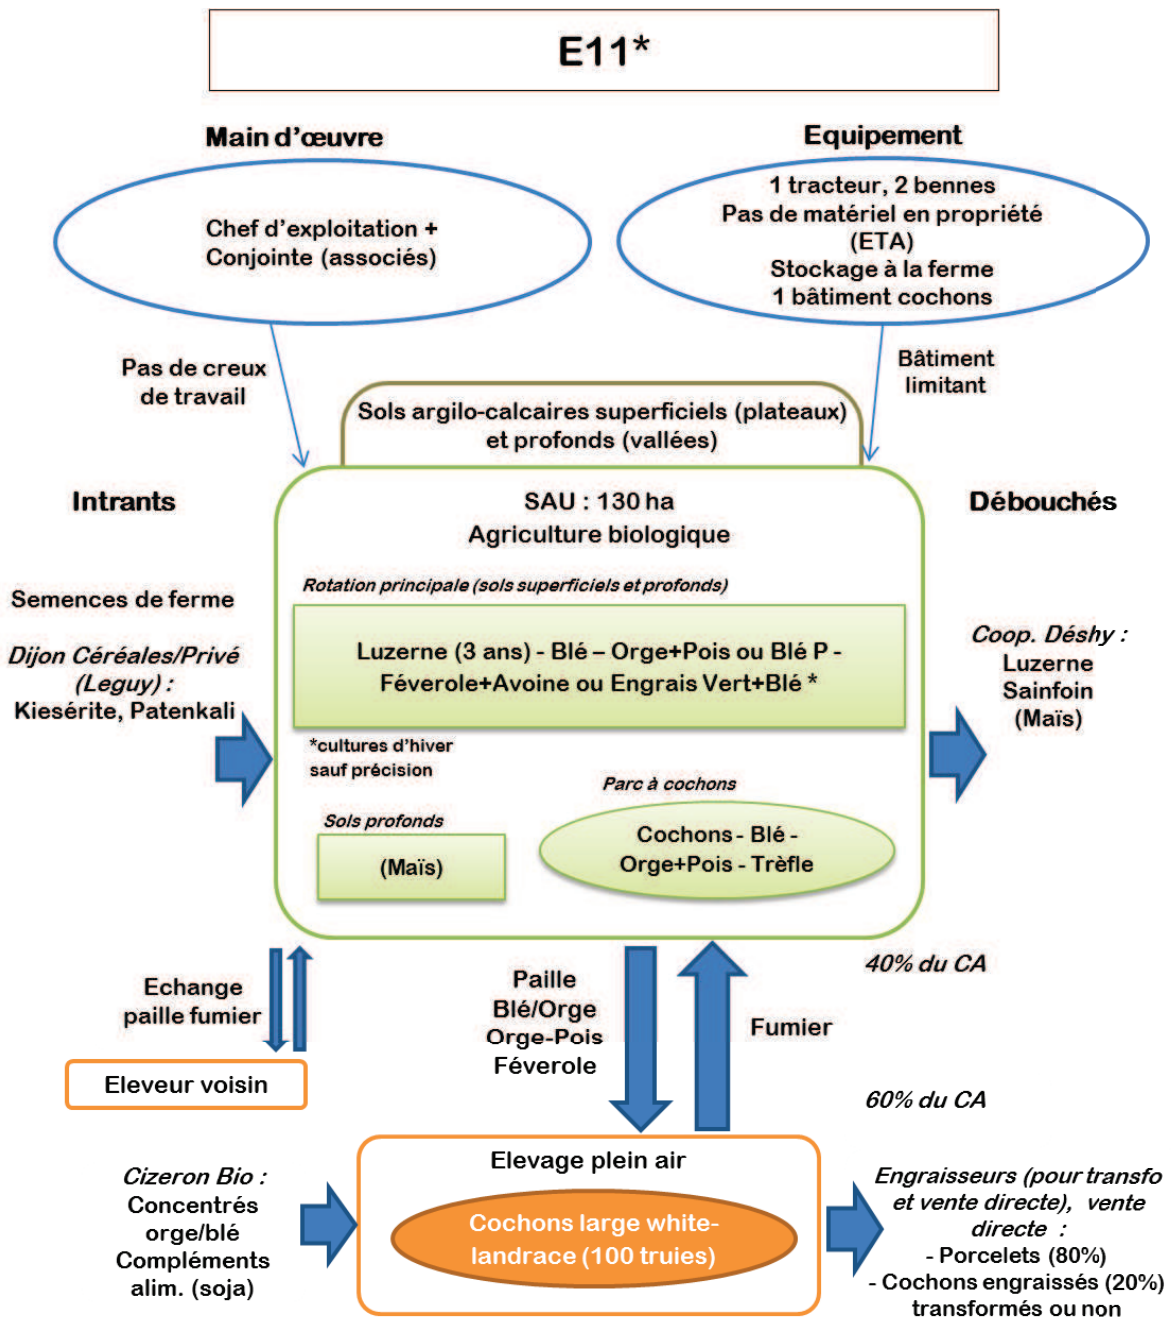 E11*
Main d'œuvre
Chef d'exploitation +
Conjointe (associés)
Equipement
1 tracteur, 2 bennes
Pas de matériel en propriété
(ETA)
Stockage à la ferme
1 bâtiment cochons
Pas de creux
de travail
Bâtiment
limitant
Sols argilo-calcaires superficiels (plateaux)
et profonds (vallées)
Intrants
Semences de ferme
Dijon Céréales/Privé
(Leguy) :
Kiesérite, Patenkali
SAU : 130 ha
Agriculture biologique
Rotation principale (sols superficiels et profonds)
Luzerne (3 ans) - Blé – Orge+Pois ou Blé P -
Féverole+Avoine ou Engrais Vert+Blé *
*cultures d'hiver
sauf précision
Sols profonds
(Maïs)
Parc à cochons
Cochons - Blé -
Orge+Pois - Trèfle
Débouchés
Coop. Déshy :
Luzerne
Sainfoin
(Maïs)
Echange
paille fumier
Eleveur voisin
Paille
Blé/Orge
Orge-Pois
Féverole
Fumier
40% du CA
60% du CA
Cizeron Bio :
Concentrés
orge/blé
Compléments
alim. (soja)
Elevage plein air
Cochons large white-
landrace (100 truies)
Engraisseurs (pour transfo
et vente directe), vente
directe :
- Porcelets (80%)
- Cochons engraissés (20%)
transformés ou non